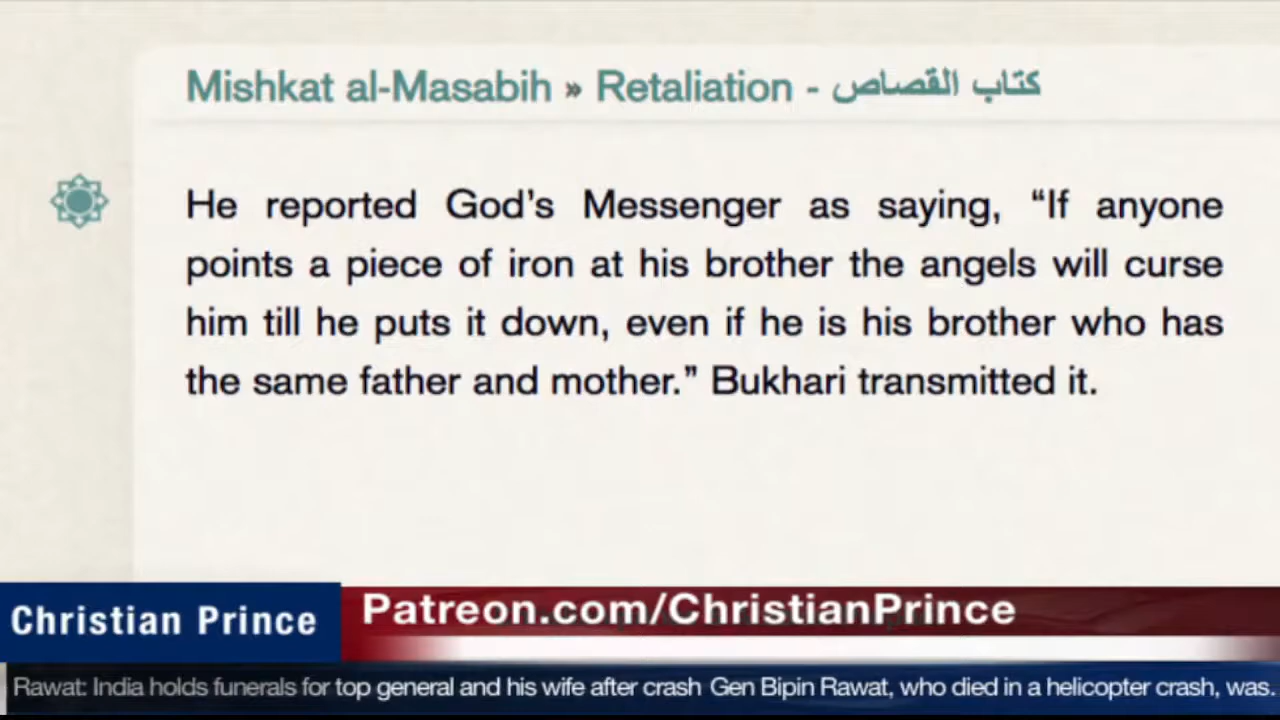 Mishkat al-Masabih » Retaliation - كتاب القصاص
He reported God's Messenger as saying, “If anyone
points a piece of iron at his brother the angels will curse
him till he puts it down, even if he is his brother who has
the same father and mother.” Bukhari transmitted it.
Christian Prince
Patreon.com/ChristianPrince
Rawat: India holds funerals for top general and his wife after crash Gen Bipin Rawat, who died in a helicopter crash, was.